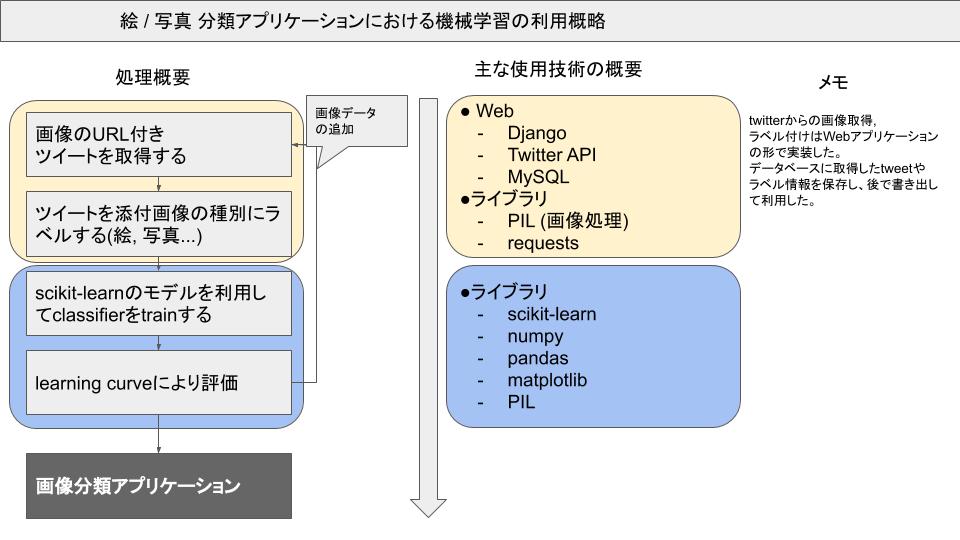 絵 / 写真 分類アプリケーションにおける機械学習の利用概略
処理概要
画像のURL付き
ツイートを取得する
画像データ
の追加
ツイートを添付画像の種別にラ
ベルする(絵, 写真...)
scikit-learnのモデルを利用し
てclassifierをtrainする
learning curveにより評価
画像分類アプリケーション
主な使用技術の概要
● Web
- Django
- Twitter API
- MySQL
●ライブラリ
- PIL (画像処理)
- requests
●ライブラリ
- scikit-learn
- numpy
- pandas
- matplotlib
- PIL
メモ
twitterからの画像取得,
ラベル付けはWebアプリケーション
の形で実装した。
データベースに取得したtweetや
ラベル情報を保存し、後で書き出し
て利用した。